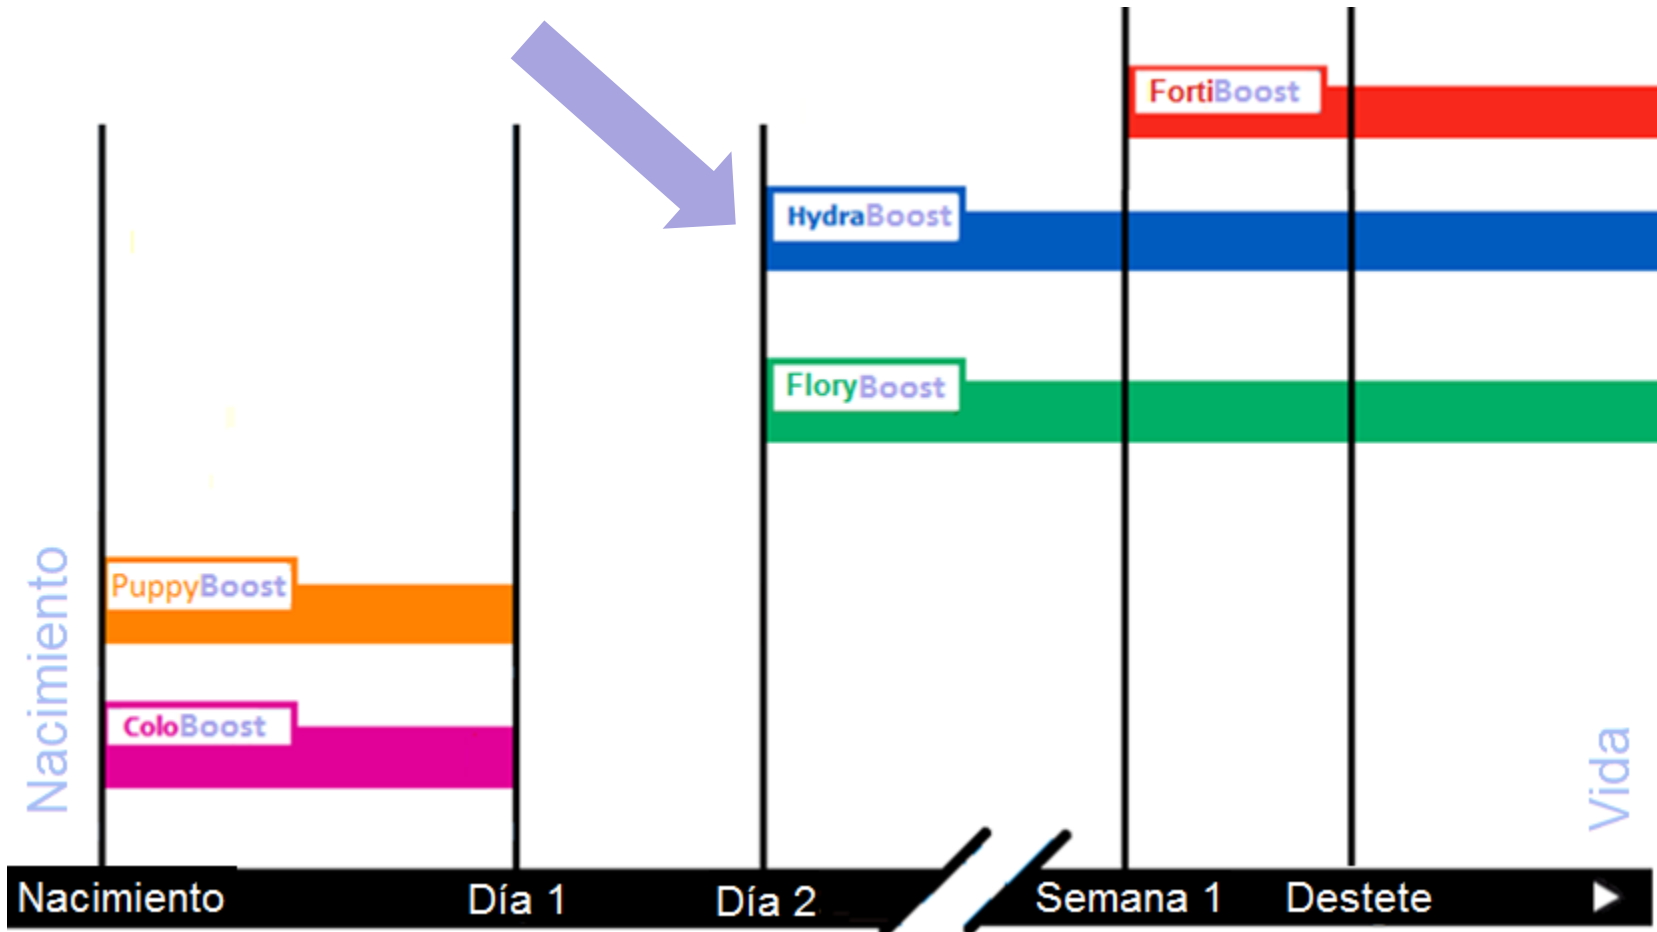 FortiBoost
HydraBoost
FloryBoost
PuppyBoost
ColoBoost
Nacimiento
Vida
Nacimiento
Día 1
Día 2
Semana 1
Destete